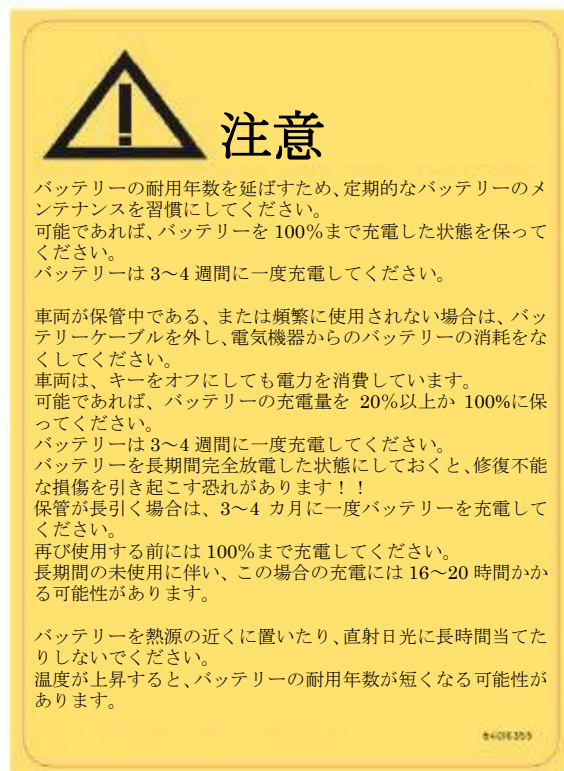 注意
バッテリーの耐用年数を延ばすため、定期的なバッテリーのメ
ンテナンスを習慣にしてください。
可能であれば、バッテリーを 100%まで充電した状態を保って
ください。
バッテリーは 3～4 週間に一度充電してください。
車両が保管中である、または頻繁に使用されない場合は、バッ
テリーケーブルを外し、電気機器からのバッテリーの消耗をな
くしてください。
車両は、キーをオフにしても電力を消費しています。
可能であれば、バッテリーの充電量を 20%以上か 100%に保
ってください。
バッテリーは 3～4 週間に一度充電してください。
バッテリーを長期間完全放電した状態にしておくと、修復不能
な損傷を引き起こす恐れがあります！！
保管が長引く場合は、3～4 カ月に一度バッテリーを充電して
ください。
再び使用する前には 100%まで充電してください。
長期間の未使用に伴い、この場合の充電には 16～20 時間かか
る可能性があります。
バッテリーを熱源の近くに置いたり、直射日光に長時間当てた
りしないでください。
温度が上昇すると、バッテリーの耐用年数が短くなる可能性が
あります。